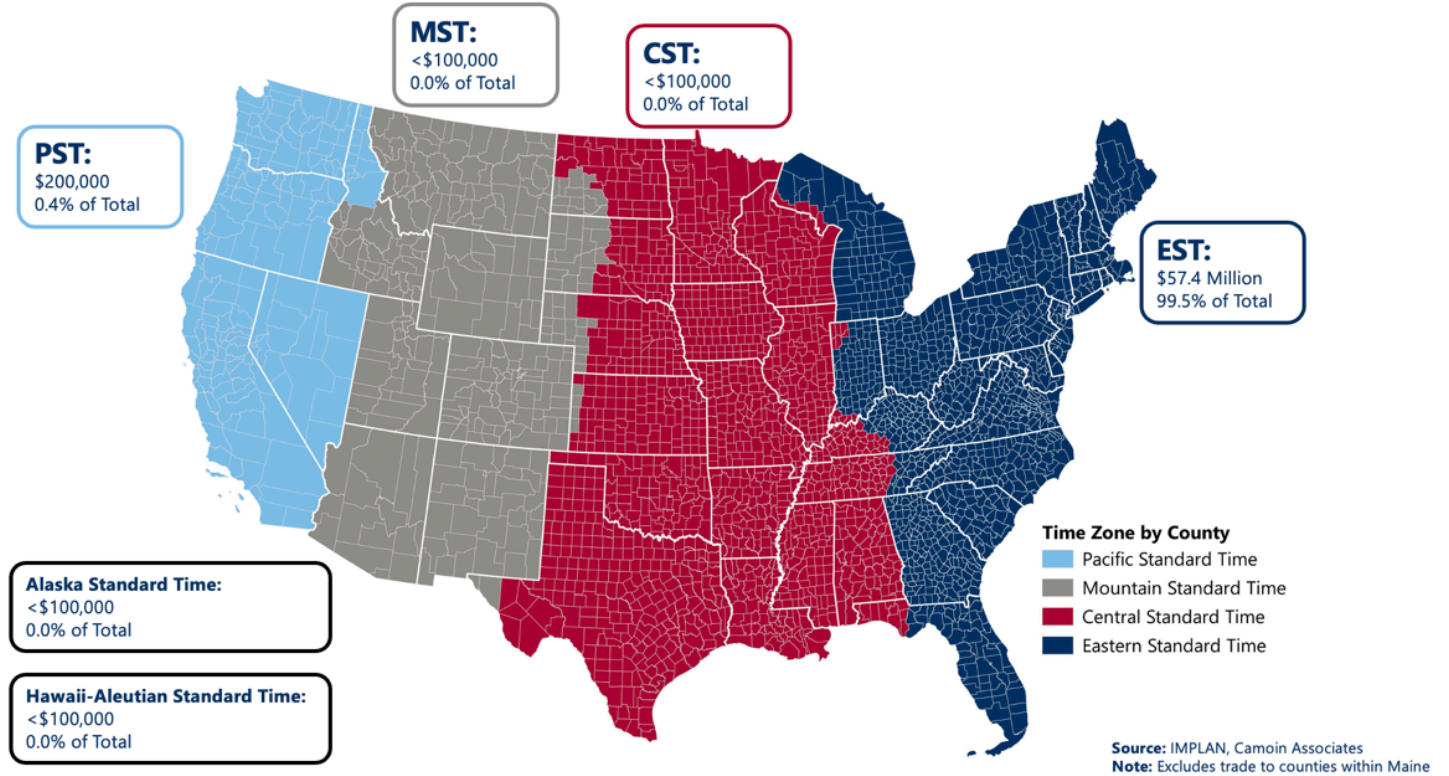 MST:
<$100,000
0.0% of Total
CST:
<$100,000
0.0% of Total
PST:
$200,000
0.4% of Total
EST:
$57.4 Million
99.5% of Total
Time Zone by County
Pacific Standard Time
Mountain Standard Time
Central Standard Time
Eastern Standard Time
Alaska Standard Time:
<$100,000
0.0% of Total
Hawaii-Aleutian Standard Time:
<$100,000
0.0% of Total
Source: IMPLAN, Camoin Associates
Note: Excludes trade to counties within Maine